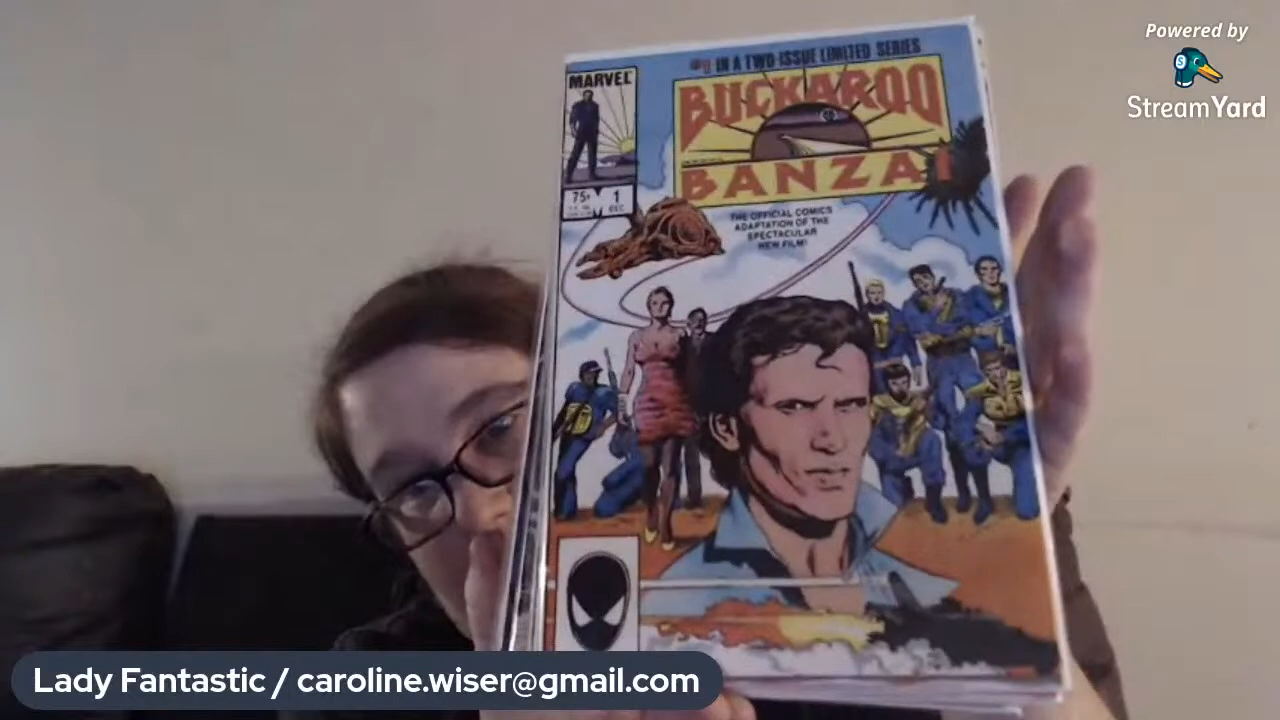 Powered by
StreamYard
#1 IN A TWO-ISSUE LIMITED SERIES
MARVEL
BUCKAROO
BANZAI
75¢ 1
DEC
THE OFFICIAL COMICS
ADAPTATION OF THE
SPECTACULAR
NEW FILM!
Lady Fantastic / caroline.wiser@gmail.com